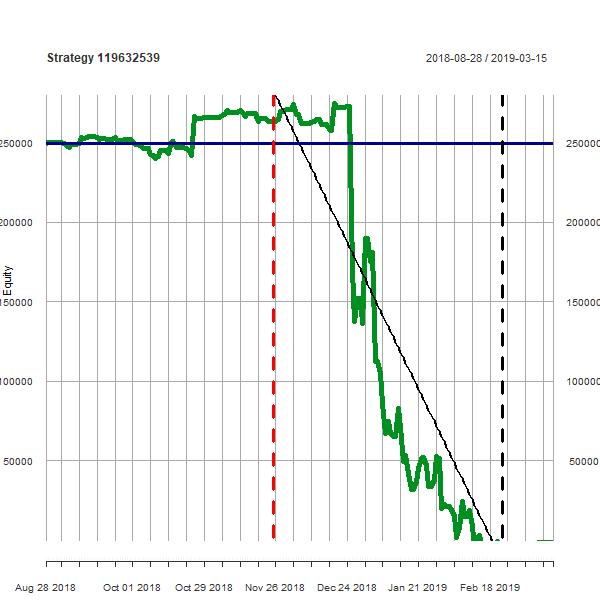 Strategy 119632539
2018-08-28 / 2019-03-15
250000 250000
200000 200000
Equity
150000 150000
100000 100000
50000 50000
Aug 28 2018 Oct 01 2018 Oct 29 2018 Nov 26 2018 Dec 24 2018 Jan 21 2019 Feb 18 2019